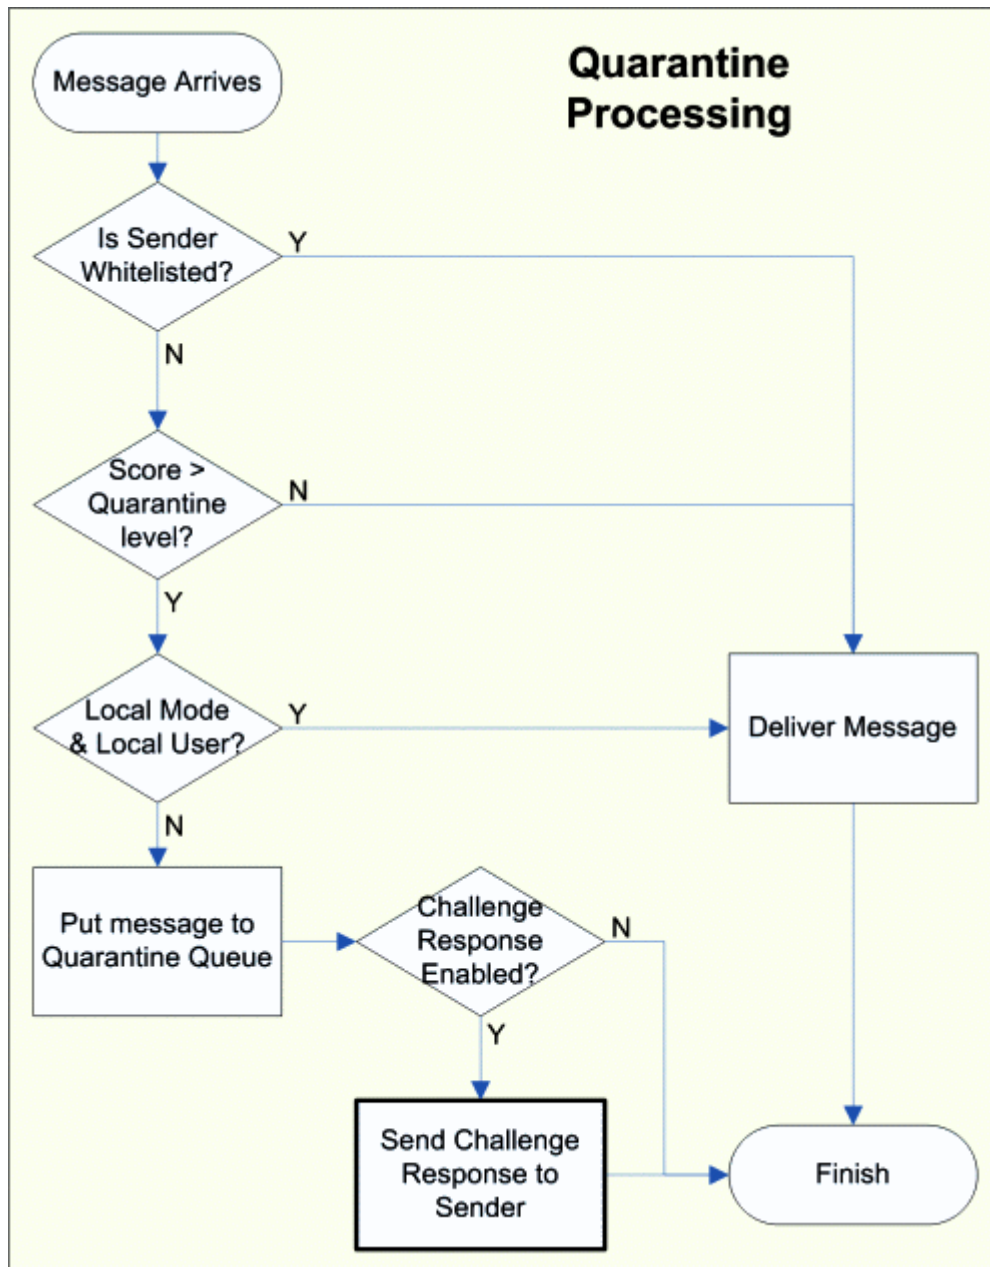 Quarantine
Processing
Message Arrives
Is Sender
Whitelisted?
Y
N
Score >
Quarantine
level?
N
Y
Local Mode
& Local User?
Y
Deliver Message
N
Put message to
Quarantine Queue
Challenge
Response
Enabled?
N
Y
Send Challenge
Response to
Sender
Finish